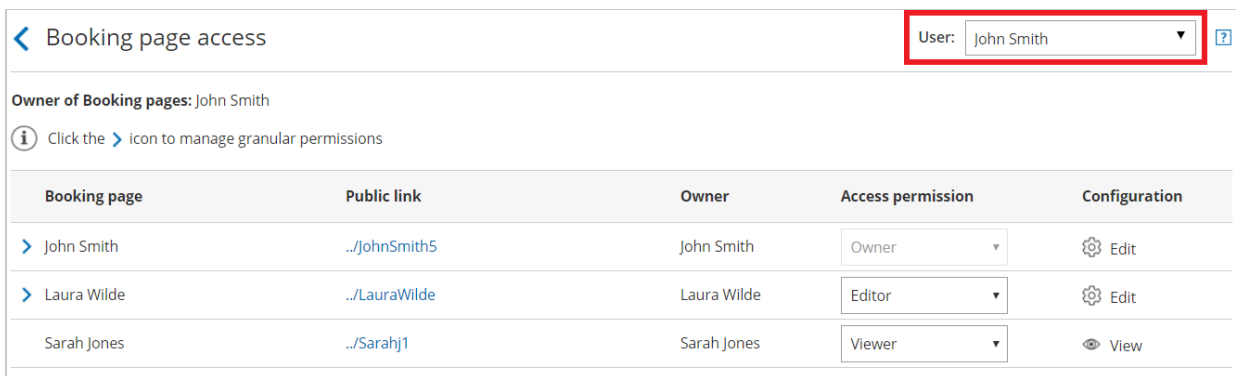 Booking page access
User: John Smith ?
Owner of Booking pages: John Smith
i Click the > icon to manage granular permissions
Booking page Public link Owner Access permission Configuration
John Smith ../JohnSmith5 John Smith Owner Edit
Laura Wilde ../LauraWilde Laura Wilde Editor Edit
Sarah Jones ../Sarahj1 Sarah Jones Viewer View